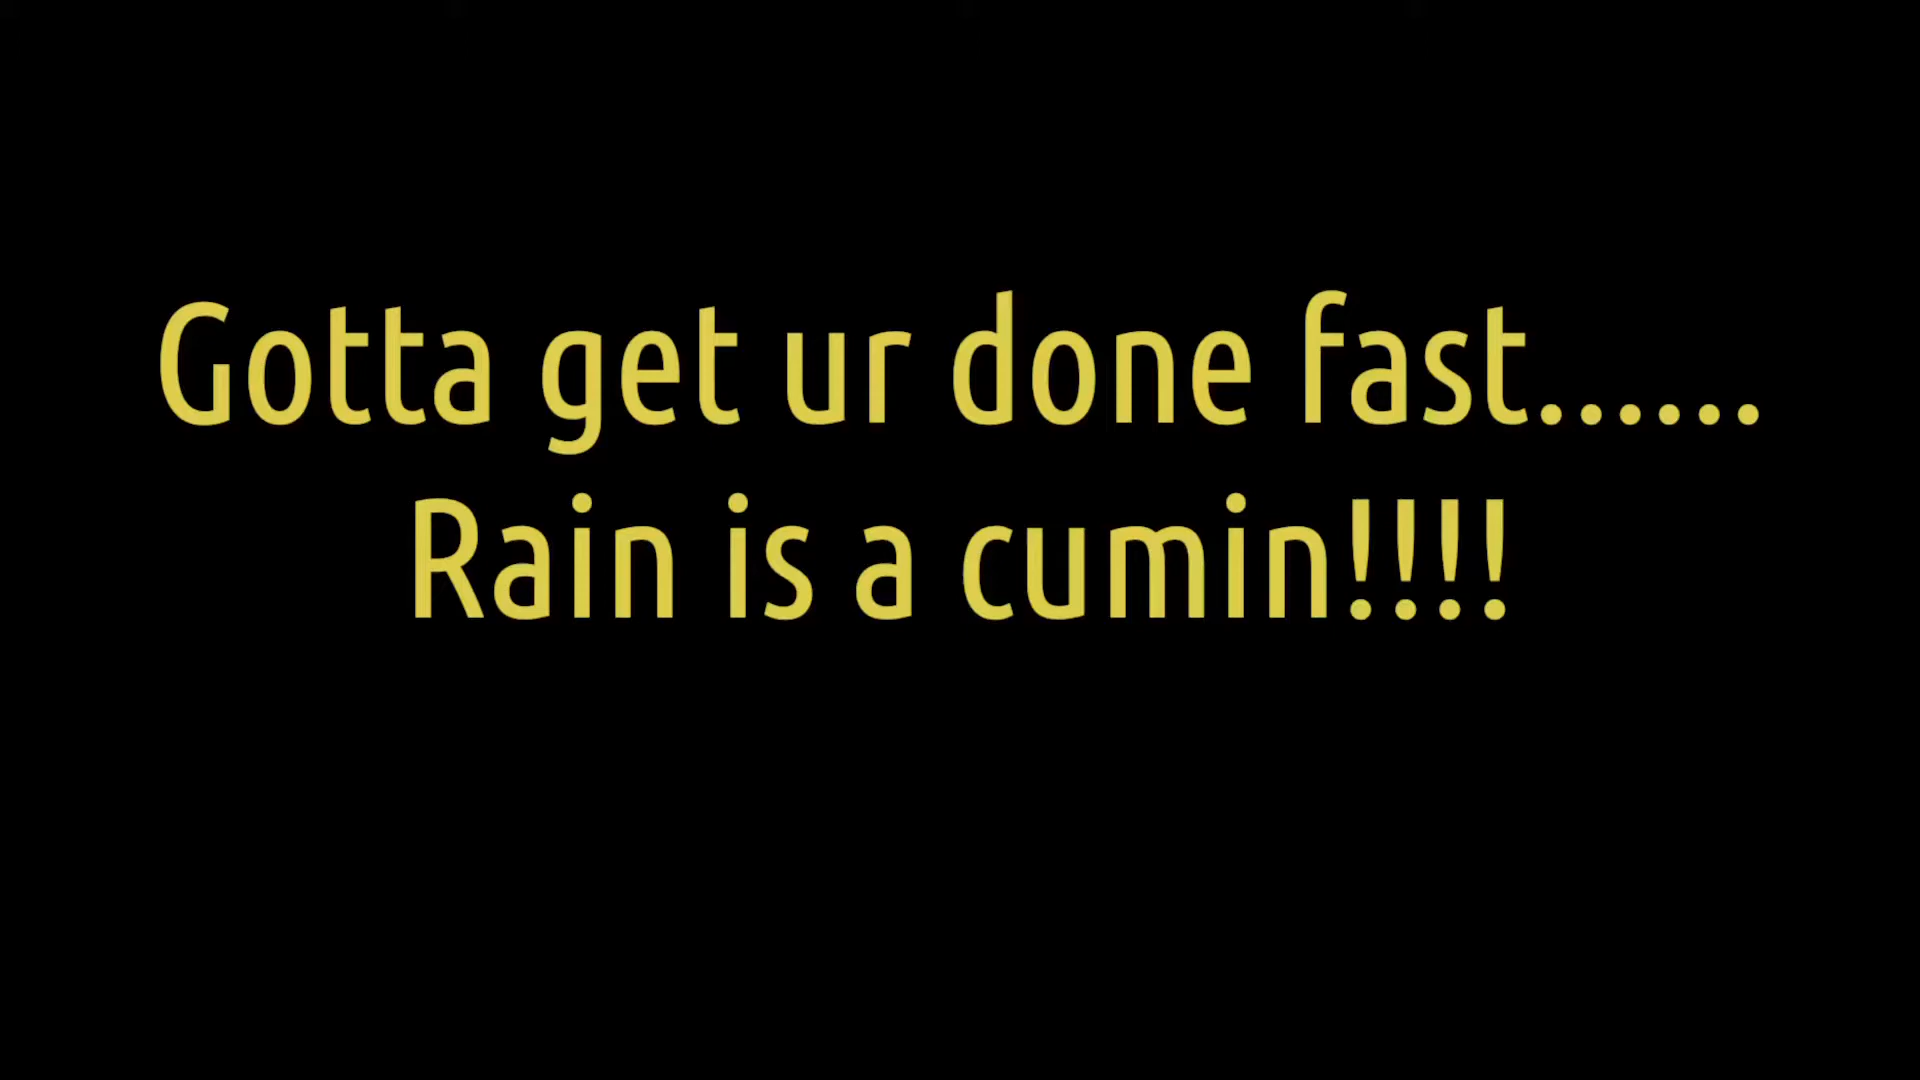 Gotta get ur done fast......
Rain is a cumin!!!!